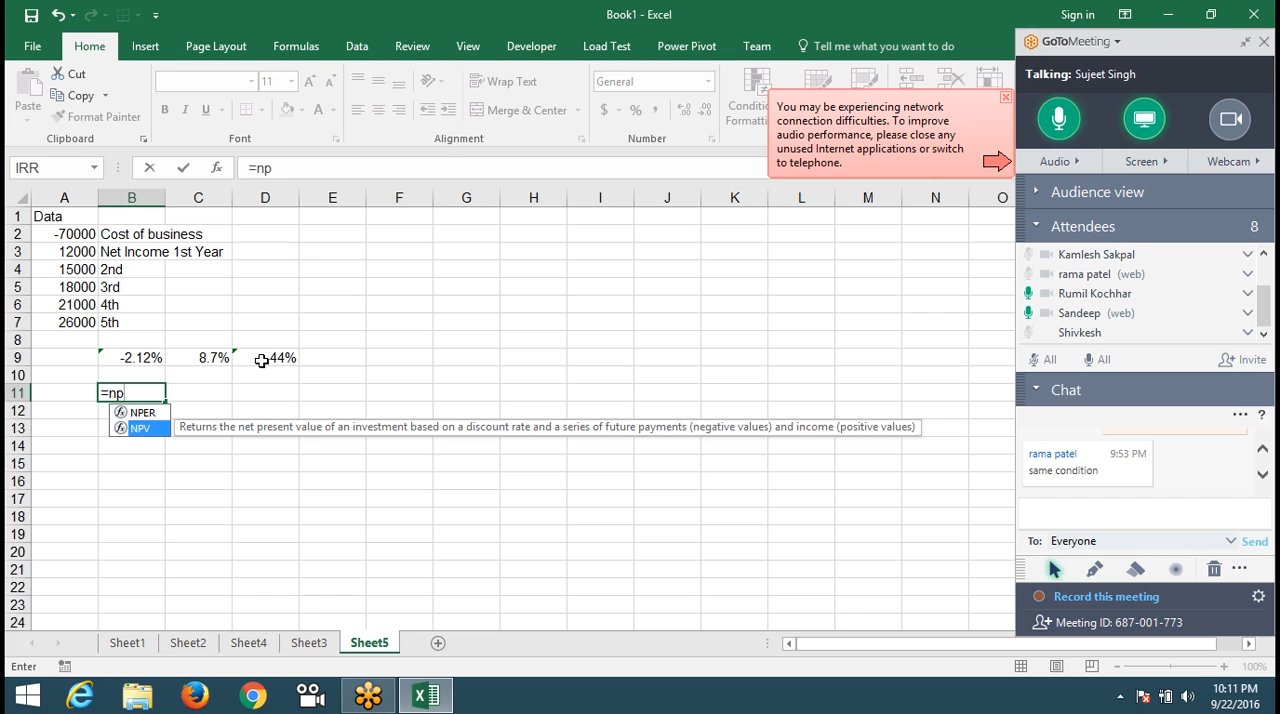 Book1 - Excel
Sign in
File Home Insert Page Layout Formulas Data Review View Developer Load Test Power Pivot Team Tell me what you want to do
Paste
Cut
Copy
Format Painter
Clipboard
11
B I U
Font
Wrap Text
Merge & Center
Alignment
General
$ % ,
Number
Conditi
Formatti
You may be experiencing network
connection difficulties. To improve
audio performance, please close any
unused Internet applications or switch
to telephone.
IRR
=np
A B C D E F G H I J K L M N O
1 Data
2 -70000 Cost of business
3 12000 Net Income 1st Year
4 15000 2nd
5 18000 3rd
6 21000 4th
7 26000 5th
8
9 -2.12% 8.7% 44%
10
11 =np
12
13
14
15
16
17
18
19
20
21
22
23
24
NPER
NPV
Returns the net present value of an investment based on a discount rate and a series of future payments (negative values) and income (positive values)
Sheet1 Sheet2 Sheet4 Sheet3 Sheet5
Enter
100%
GoToMeeting
Talking: Sujeet Singh
Audio Screen Webcam
Audience view
Attendees 8
Kamlesh Sakpal
rama patel (web)
Rumil Kochhar
Sandeep (web)
Shivkesh
All All Invite
Chat
rama patel 9:53 PM
same condition
To: Everyone Send
Record this meeting
Meeting ID: 687-001-773
10:11 PM
9/22/2016